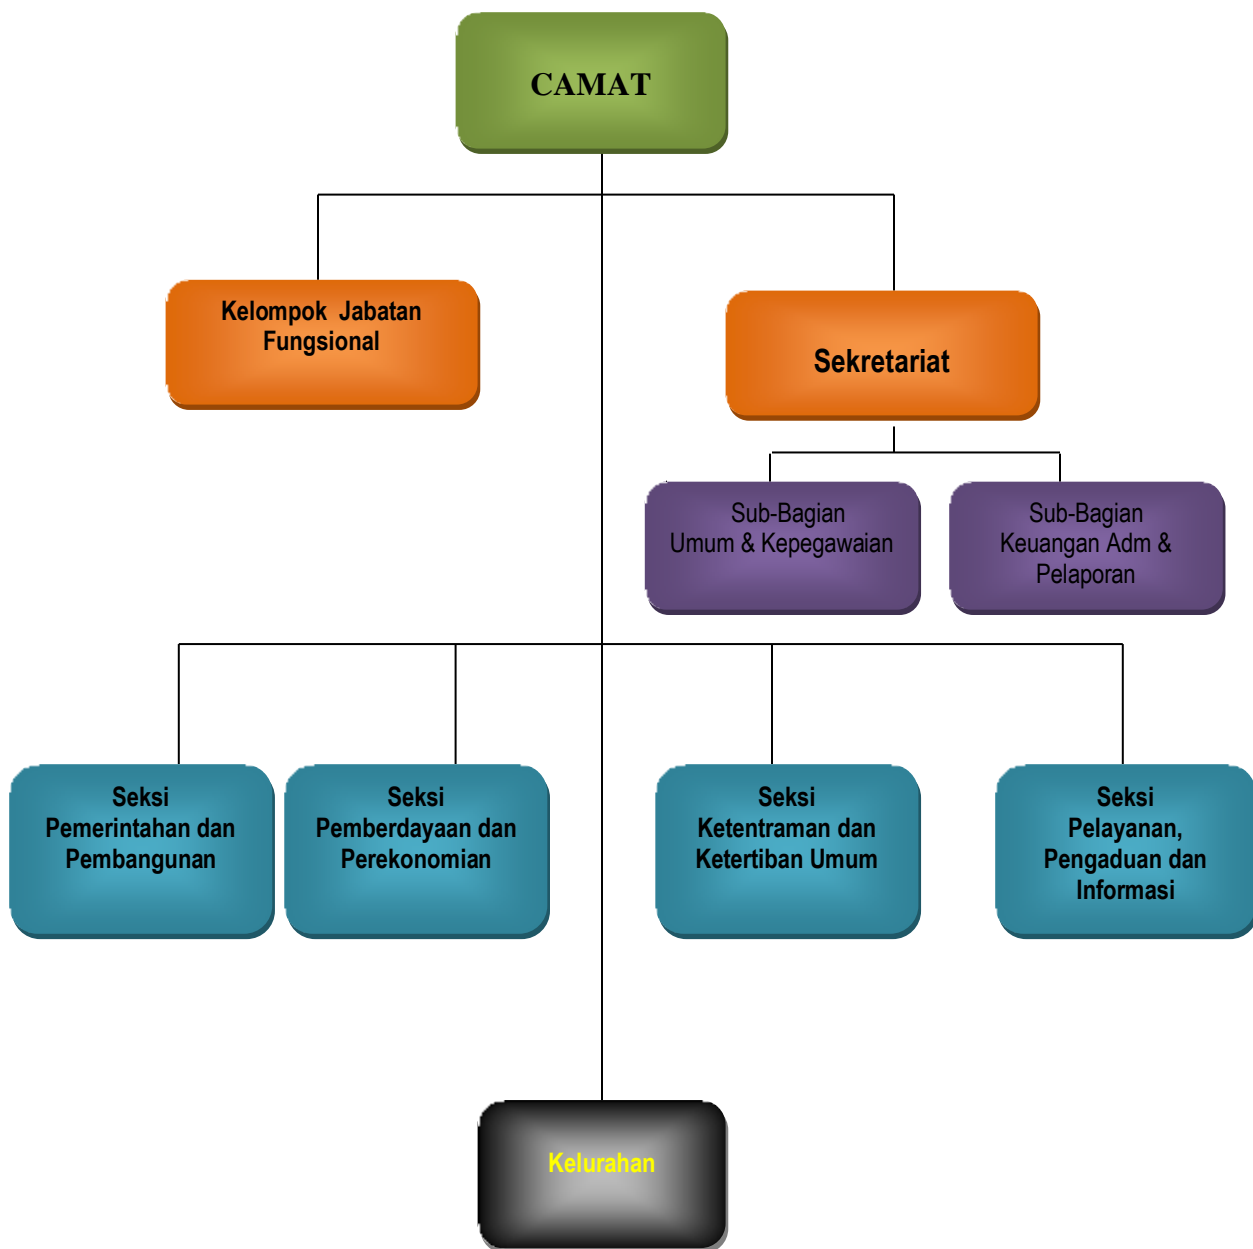 CAMAT
Kelompok Jabatan
Fungsional
Sekretariat
Sub-Bagian
Umum & Kepegawaian
Sub-Bagian
Keuangan Adm &
Pelaporan
Seksi
Pemerintahan dan
Pembangunan
Seksi
Pemberdayaan dan
Perekonomian
Seksi
Ketentraman dan
Ketertiban Umum
Seksi
Pelayanan,
Pengaduan dan
Informasi
Kelurahan